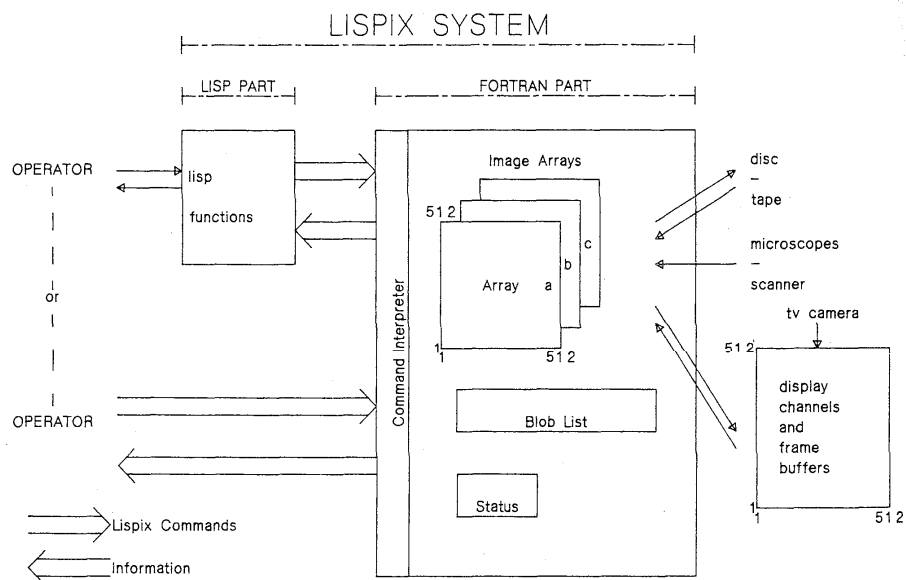 LISPIX SYSTEM
LISP PART
FORTRAN PART
OPERATOR
or
OPERATOR
lisp
functions
Command Interpreter
Image Arrays
512
c
b
Array a
1
1
512
Blob List
Status
disc
tape
microscopes
scanner
tv camera
512
display
channels
and
frame
buffers
1
1
512
Lispix Commands
Information